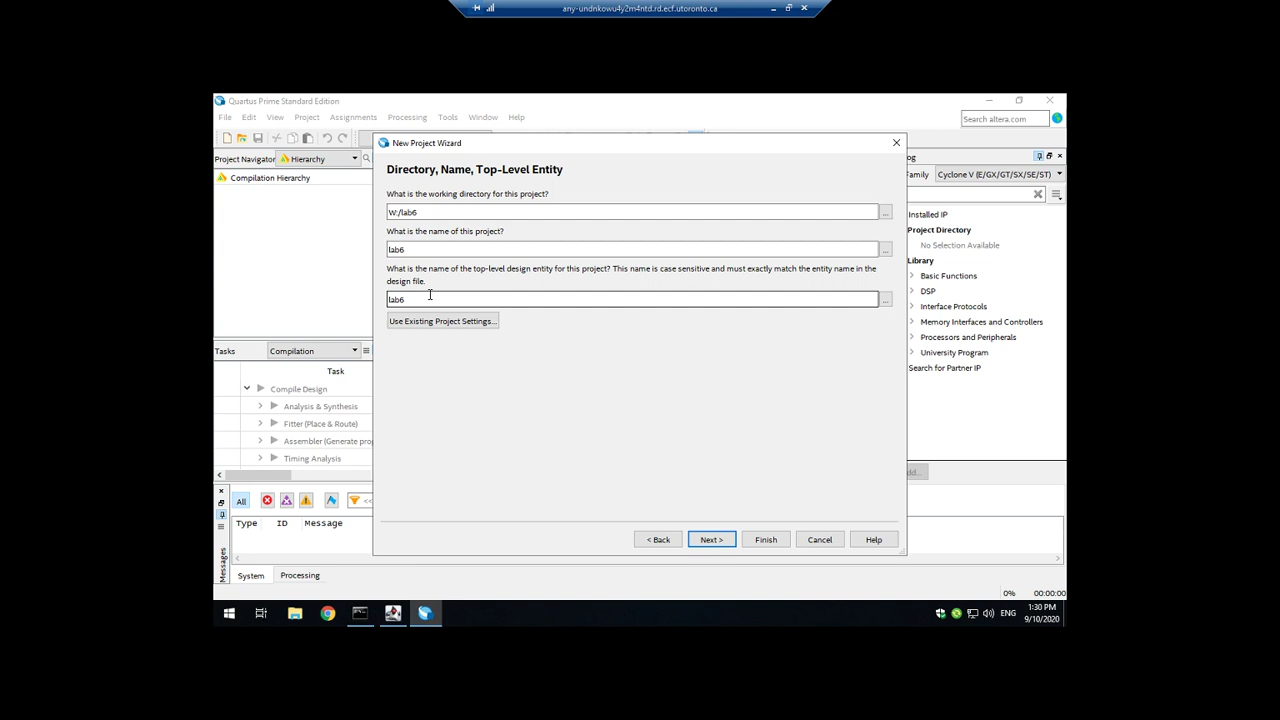 any-undnkowu4y2m4ntd.rd.ecf.utoronto.ca
Quartus Prime Standard Edition
File Edit View Project Assignments Processing Tools Window Help
Search altera.com
New Project Wizard
Project Navigator Hierarchy
Compilation Hierarchy
Directory, Name, Top-Level Entity
What is the working directory for this project?
W:/lab6
...
What is the name of this project?
lab6
...
What is the name of the top-level design entity for this project? This name is case sensitive and must exactly match the entity name in the
design file.
lab6
...
Use Existing Project Settings...
og
Family Cyclone V (E/GX/GT/SX/SE/ST)
Installed IP
Project Directory
No Selection Available
Library
Basic Functions
DSP
Interface Protocols
Memory Interfaces and Controllers
Processors and Peripherals
University Program
Search for Partner IP
dd...
Tasks Compilation
Task
Compile Design
Analysis & Synthesis
Fitter (Place & Route)
Assembler (Generate prog
Timing Analysis
< Back Next > Finish Cancel Help
All <<
Type ID Message
Messages
System Processing
0% 00:00:00
ENG
1:30 PM
9/10/2020